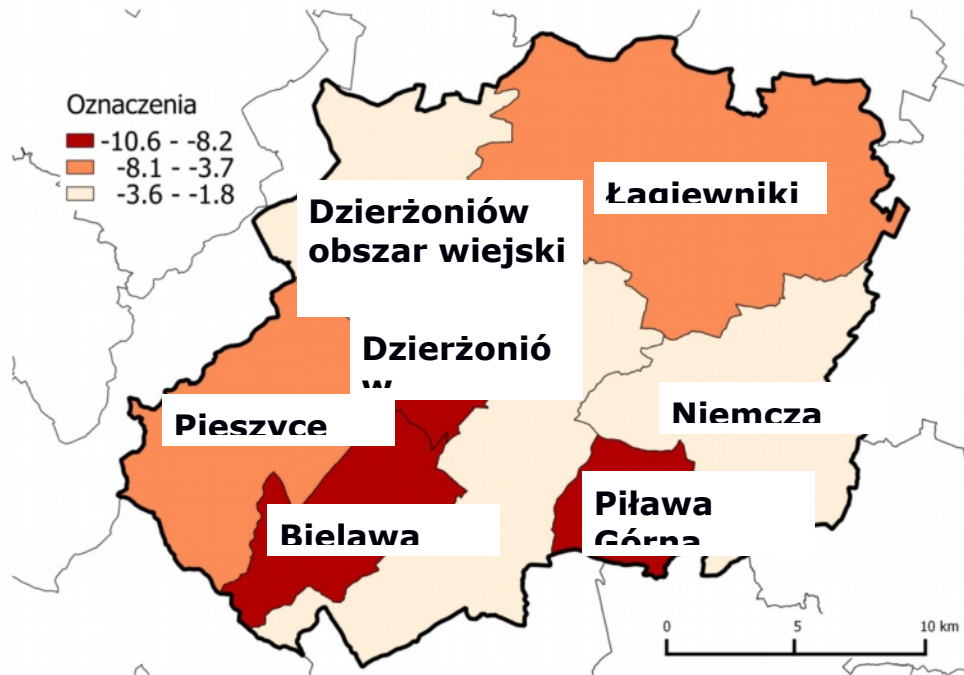 Oznaczenia
-10.6 - -8.2
-8.1 - -3.7
-3.6 - -1.8
Łagiewniki
Dzierżoniów
obszar wiejski
Dzierżonió
w
Pieszyce
Niemcza
Piława
Górna
Bielawa
0 5 10 km